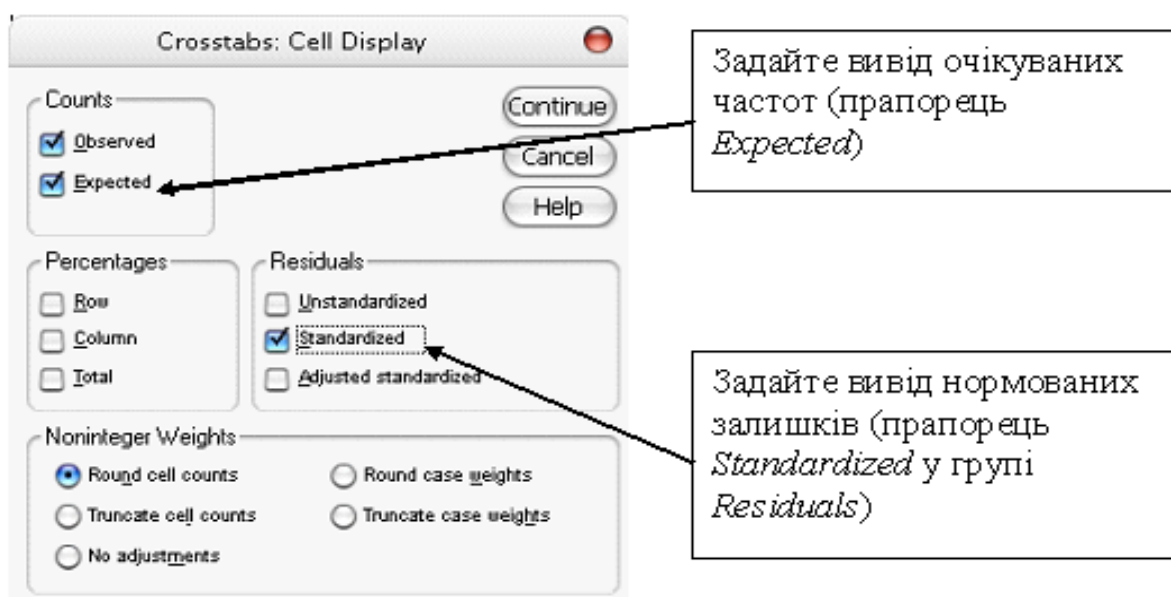 Crosstabs: Cell Display
Counts
Observed
Expected
Continue
Cancel
Help
Percentages
Row
Column
Total
Residuals
Unstandardized
Standardized
Adjusted standardized
Noninteger Weights
Round cell counts
Round case weights
Truncate cell counts
Truncate case weights
No adjustments
Задайте вивід очікуваних
частот (прапорець
Expected)
Задайте вивід нормованих
залишків (прапорець
Standardized у групі
Residuals)